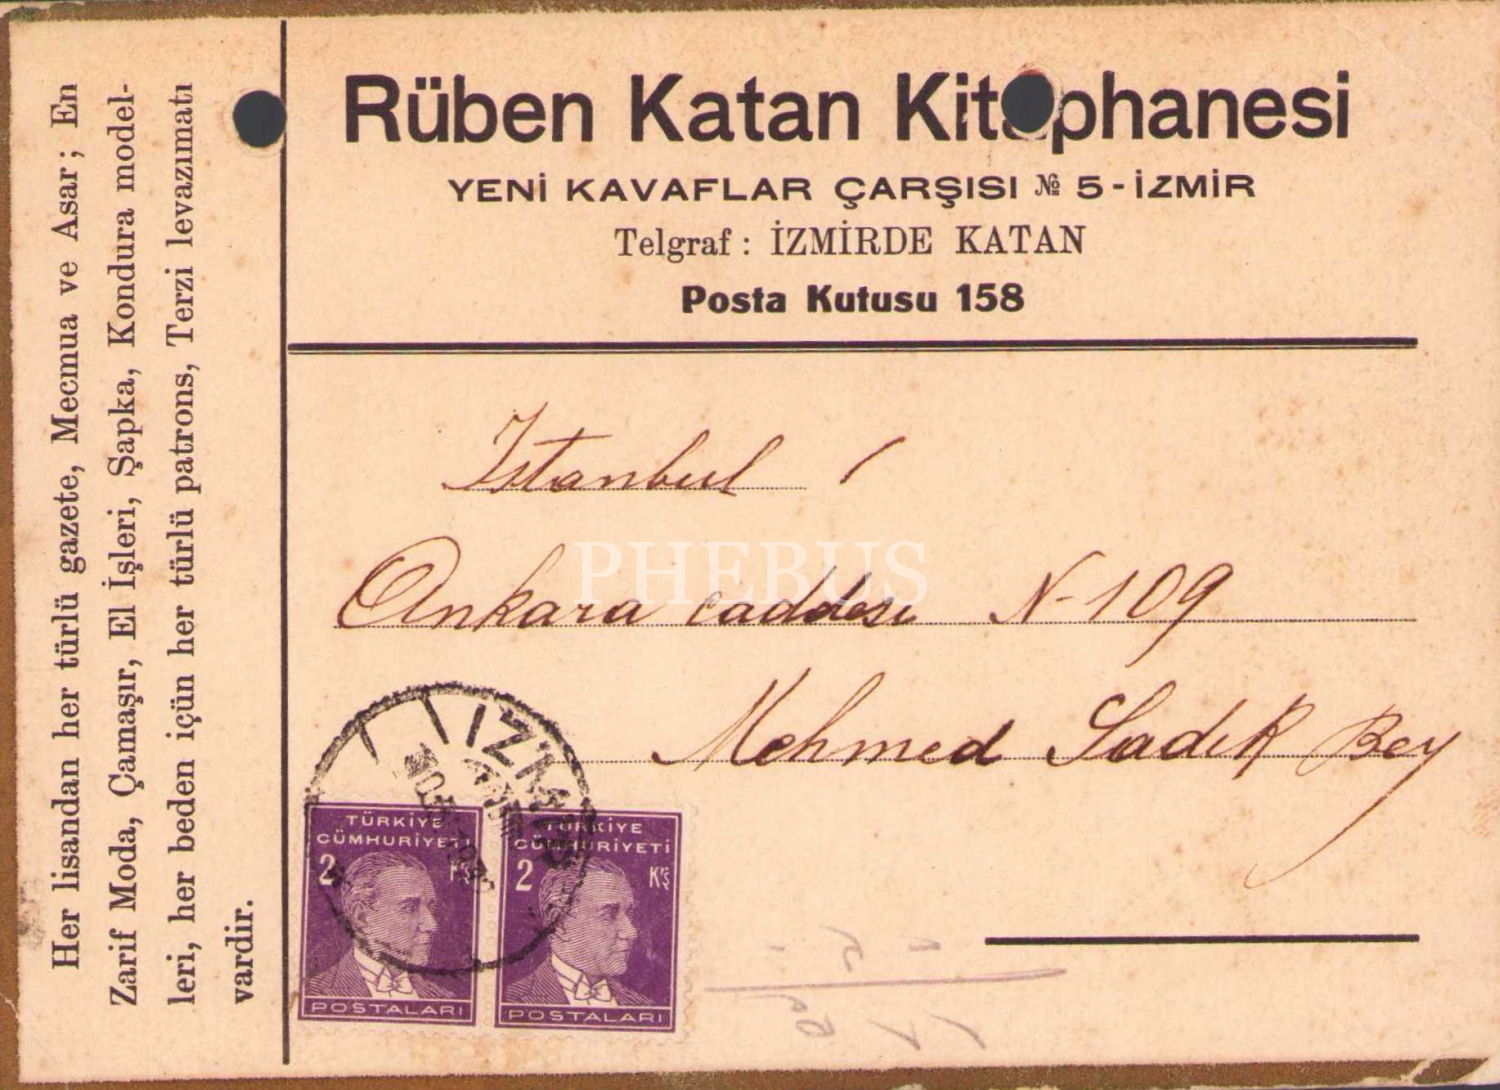 Rüben Katan Kitaphanesi
YENİ KAVAFLAR ÇARŞISI № 5 - İZMİR
Telgraf : İZMİRDE KATAN
Posta Kutusu 158
Her lisandan her türlü gazete, Mecmua ve Asar ; En
Zarif Moda, Çamaşır, El İşleri, Şapka, Kondura model-
leri, her beden içün her türlü patrons, Terzi levazımatı
vardir.
Istanbul
Ankara caddesi N- 109
Mehmed Sadık Bey
PHEBUS
İZMİR
TÜRKİYE
CÜMHURİYETİ
2 Kş
POSTALARI
TÜRKİYE
CÜMHURİYETİ
2 Kş
POSTALARI